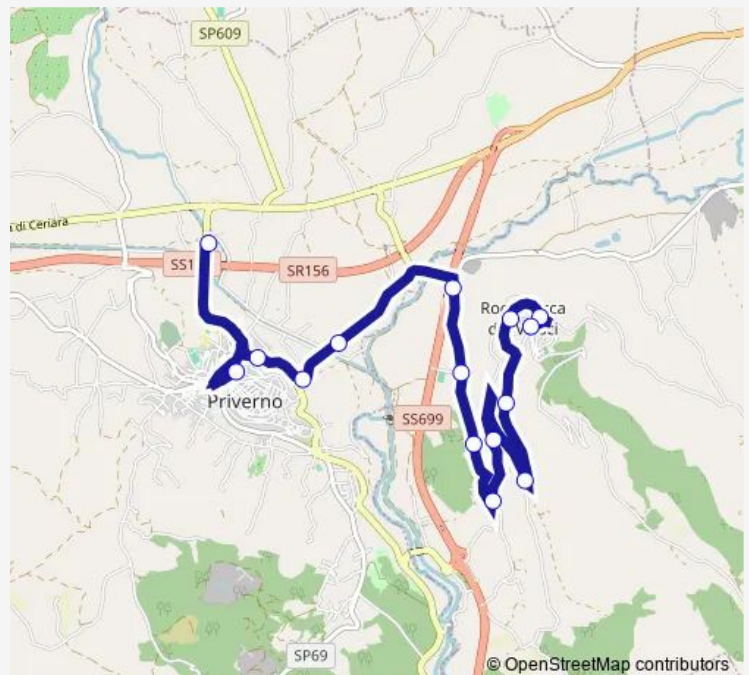 SP609
di Ceriara
SS1
SR156
Priverno
SS699
SP69
© OpenStreetMap contributors